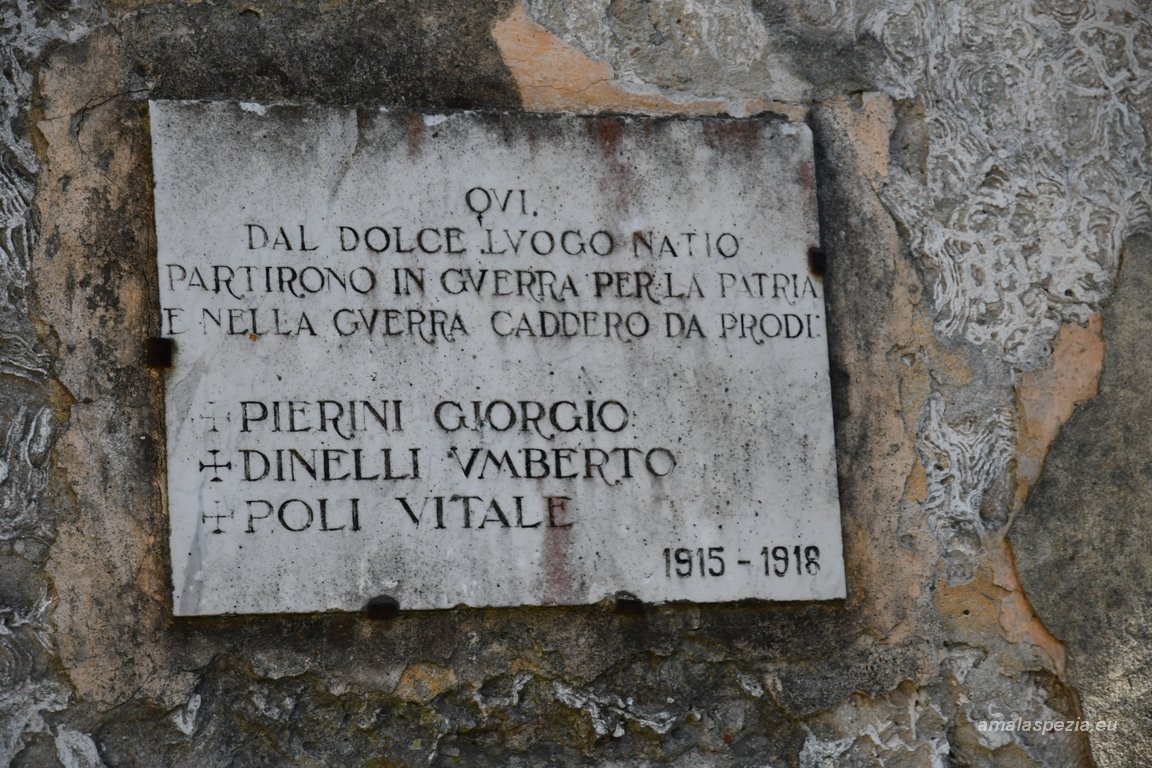 QVI.
DAL DOLCE LVOGO NATIO
PARTIRONO IN GVERRA PER LA PATRIA
E NELLA GVERRA CADDERO DA PRODI
✠ PIERINI GIORGIO
✠ DINELLI VMBERTO
✠ POLI VITALE
1915 - 1918
amalaspezia.eu